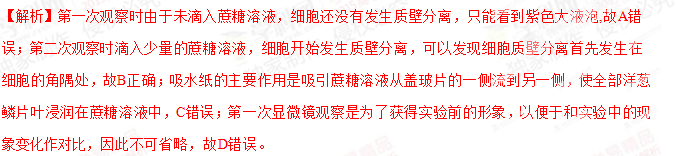 【解析】第一次观察时由于未滴入蔗糖溶液，细胞还没有发生质壁分离，只能看到紫色大液泡,故A错
误；第二次观察时滴入少量的蔗糖溶液，细胞开始发生质壁分离，可以发现细胞质壁分离首先发生在
细胞的角隅处，故B正确；吸水纸的主要作用是吸引蔗糖溶液从盖玻片的一侧流到另一侧，使全部洋葱
鳞片叶浸润在蔗糖溶液中，C错误；第一次显微镜观察是为了获得实验前的形象，以便于和实验中的现
象变化作对比，因此不可省略，故D错误。